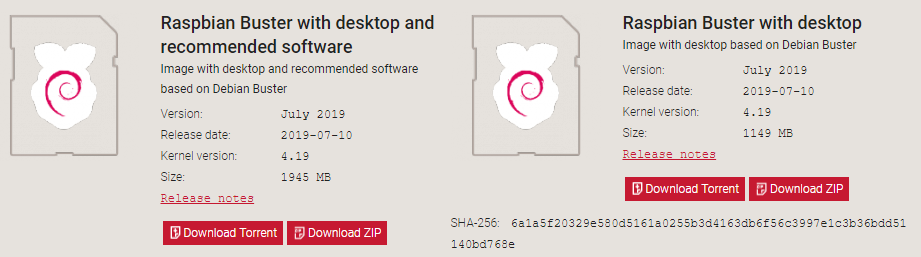 Raspbian Buster with desktop and
recommended software
Image with desktop and recommended software
based on Debian Buster
Version: July 2019
Release date: 2019-07-10
Kernel version: 4.19
Size: 1945 MB
Release notes
Download Torrent Download ZIP
Raspbian Buster with desktop
Image with desktop based on Debian Buster
Version: July 2019
Release date: 2019-07-10
Kernel version: 4.19
Size: 1149 MB
Release notes
Download Torrent Download ZIP
SHA-256: 6a1a5f20329e580d5161a0255b3d4163db6f56c3997e1c3b36bdd51
140bd768e